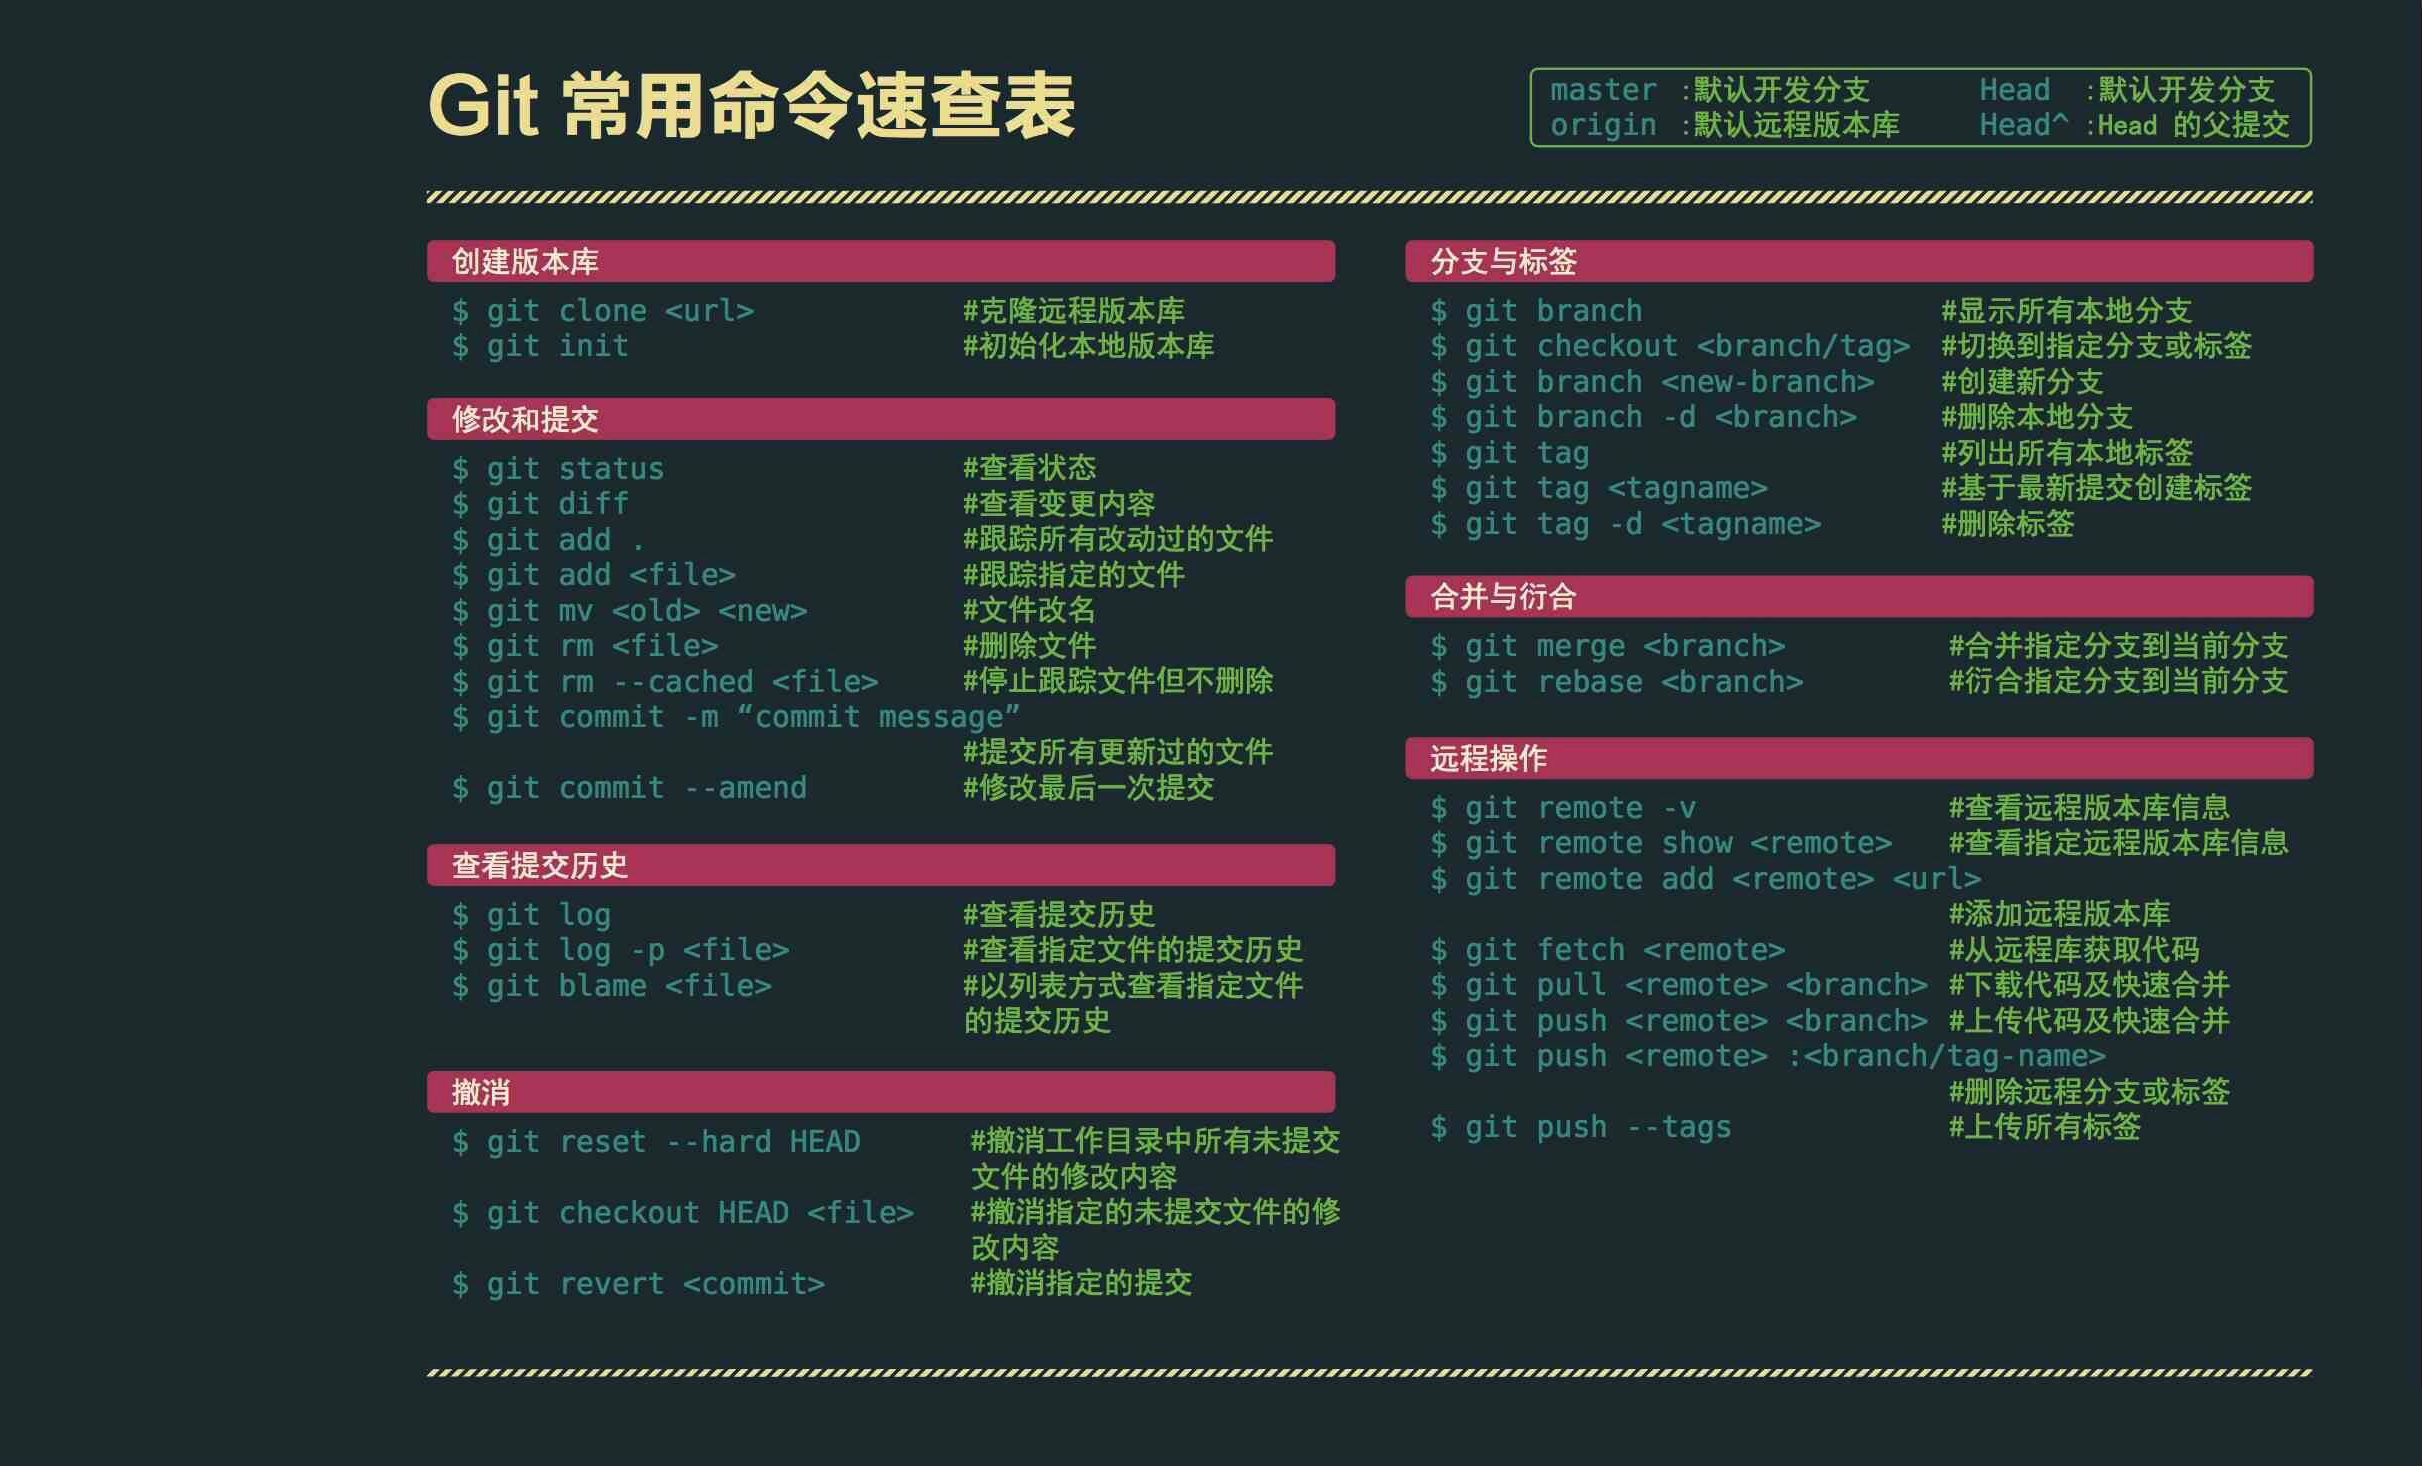 Git 常用命令速查表
master :默认开发分支 Head :默认开发分支
origin :默认远程版本库 Head^ :Head 的父提交
创建版本库
$ git clone <url> #克隆远程版本库
$ git init #初始化本地版本库
修改和提交
$ git status #查看状态
$ git diff #查看变更内容
$ git add . #跟踪所有改动过的文件
$ git add <file> #跟踪指定的文件
$ git mv <old> <new> #文件改名
$ git rm <file> #删除文件
$ git rm --cached <file> #停止跟踪文件但不删除
$ git commit -m “commit message”
#提交所有更新过的文件
$ git commit --amend #修改最后一次提交
查看提交历史
$ git log #查看提交历史
$ git log -p <file> #查看指定文件的提交历史
$ git blame <file> #以列表方式查看指定文件
的提交历史
撤消
$ git reset --hard HEAD #撤消工作目录中所有未提交
文件的修改内容
$ git checkout HEAD <file> #撤消指定的未提交文件的修
改内容
$ git revert <commit> #撤消指定的提交
分支与标签
$ git branch #显示所有本地分支
$ git checkout <branch/tag> #切换到指定分支或标签
$ git branch <new-branch> #创建新分支
$ git branch -d <branch> #删除本地分支
$ git tag #列出所有本地标签
$ git tag <tagname> #基于最新提交创建标签
$ git tag -d <tagname> #删除标签
合并与衍合
$ git merge <branch> #合并指定分支到当前分支
$ git rebase <branch> #衍合指定分支到当前分支
远程操作
$ git remote -v #查看远程版本库信息
$ git remote show <remote> #查看指定远程版本库信息
$ git remote add <remote> <url>
#添加远程版本库
$ git fetch <remote> #从远程库获取代码
$ git pull <remote> <branch> #下载代码及快速合并
$ git push <remote> <branch> #上传代码及快速合并
$ git push <remote> :<branch/tag-name>
#删除远程分支或标签
$ git push --tags #上传所有标签